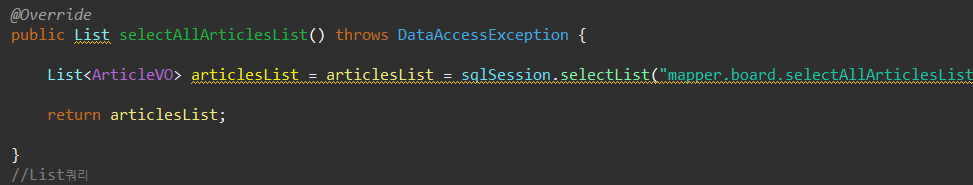 @Override
public List selectAllArticlesList() throws DataAccessException {
List<ArticleVO> articlesList = articlesList = sqlSession.selectList("mapper.board.selectAllArticlesList
return articlesList;
}
//List쿼리